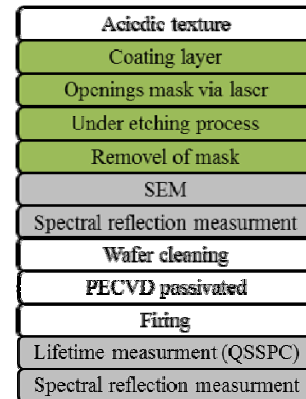 Aciedic texture
Coating layer
Openings mask via laser
Under etching process
Removel of mask
SEM
Spectral reflection measurment
Wafer cleaning
PECVD passivated
Firing
Lifetime measurment (QSSPC)
Spectral reflection measurment